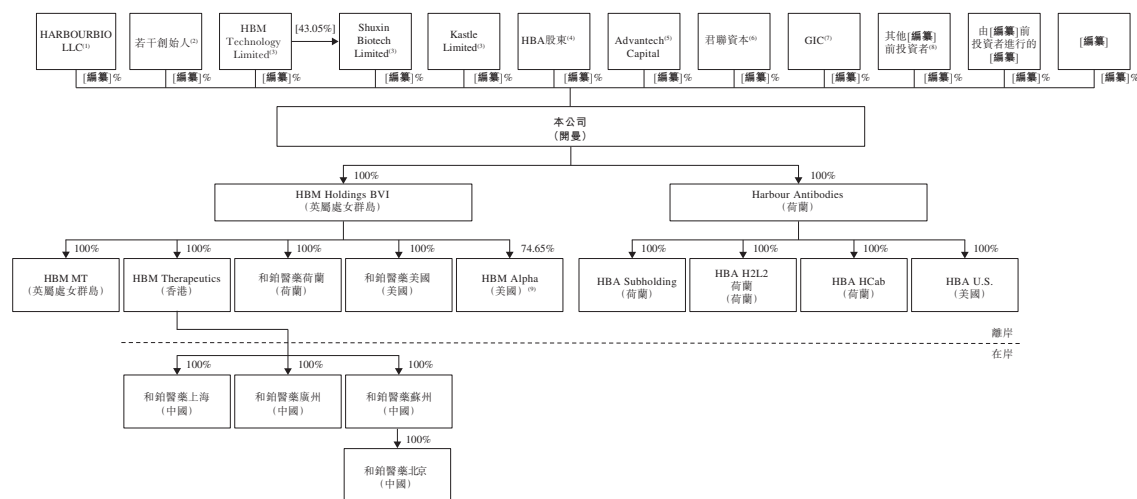 HARBOURBIO
LLC(1)
若干創始人(2)
HBM
Technology
Limited(3)
[43.05%]
Shuxin
Biotech
Limited(3)
Kastle
Limited(3)
HBA股東(4)
Advantech(5)
Capital
君聯資本(6)
GIC(7)
其他[編纂]
前投資者(8)
由[編纂]前
投資者進行的
[編纂]
[編纂]
[編纂]%
[編纂]%
[編纂]%
[編纂]%
[編纂]%
[編纂]%
[編纂]%
[編纂]%
[編纂]%
[編纂]%
[編纂]%
[編纂]%
本公司
(開曼)
100%
100%
HBM Holdings BVI
(英屬處女群島)
Harbour Antibodies
(荷蘭)
100%
100%
100%
100%
74.65%
100%
100%
100%
100%
HBM MT
(英屬處女群島)
HBM Therapeutics
(香港)
和鉑醫藥荷蘭
(荷蘭)
和鉑醫藥美國
(美國)
HBM Alpha
(美國) (9)
HBA Subholding
(荷蘭)
HBA H2L2
荷蘭
(荷蘭)
HBA HCab
(荷蘭)
HBA U.S.
(美國)
離岸
在岸
100%
100%
100%
和鉑醫藥上海
(中國)
和鉑醫藥廣州
(中國)
和鉑醫藥蘇州
(中國)
100%
和鉑醫藥北京
(中國)